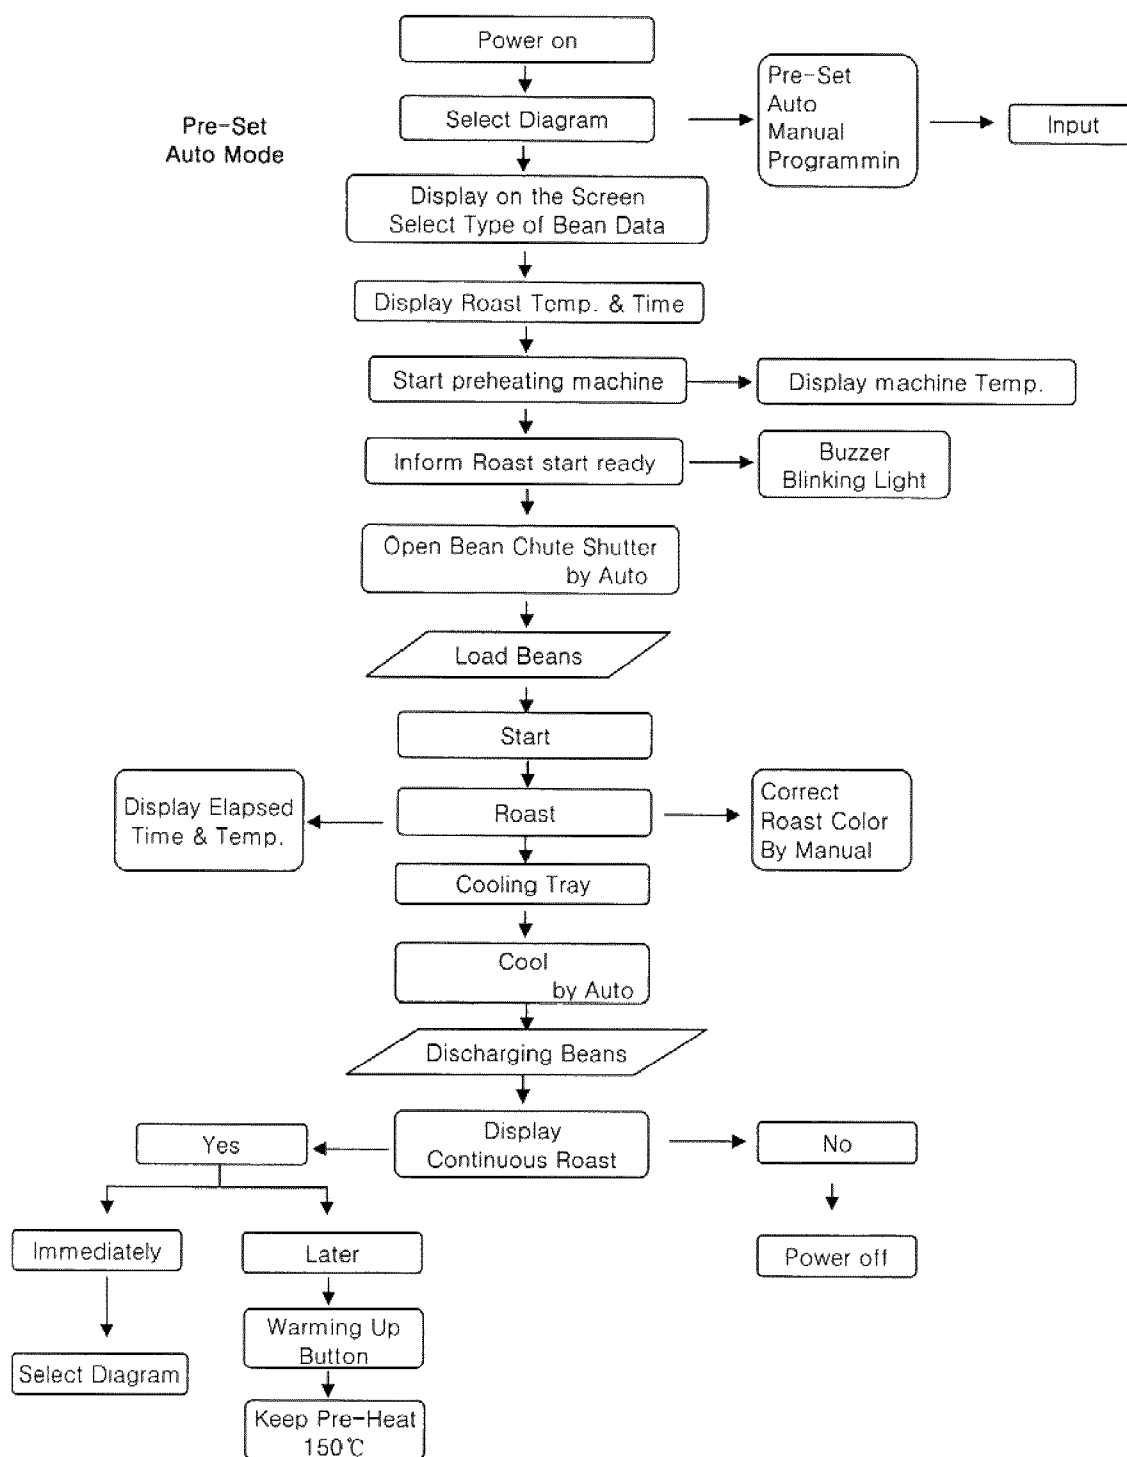 Power on
Pre-Set
Auto Mode
Select Diagram
Pre-Set
Auto
Manual
Programmin
Input
Display on the Screen
Select Type of Bean Data
Display Roast Temp. & Time
Start preheating machine
Display machine Temp.
Inform Roast start ready
Buzzer
Blinking Light
Open Bean Chute Shutter
by Auto
Load Beans
Start
Display Elapsed
Time & Temp.
Roast
Correct
Roast Color
By Manual
Cooling Tray
Cool
by Auto
Discharging Beans
Yes
Display
Continuous Roast
No
Immediately
Later
Power off
Select Diagram
Warming Up
Button
Keep Pre-Heat
150℃